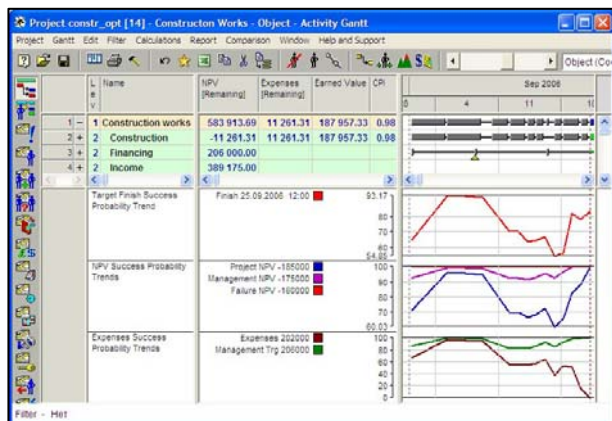 Project constr_opt [14] - Constructon Works - Object - Activity Gantt
Project Gantt Edit Filter Calculations Report Comparison Window Help and Support
Object (Co
L e v Name NPV [Remaining] Expenses [Remaining] Earned Value CPI Sep 2006
4 11 18
1 - 1 Construction works 583 913.69 11 261.31 187 957.33 0.98
2 + 2 Construction -11 261.31 11 261.31 187 957.33 0.98
3 + 2 Financing 206 000.00
4 + 2 Income 389 175.00
Target Finish Success Probability Trend
Finish 25.09.2006 12:00
93.17
80
70
60
54.85
NPV Success Probability Trends
Project NPV -185000
Management NPV -175000
Failure NPV -160000
100
90
80
70
60.03
Expenses Success Probability Trends
Expenses 202000
Management Trg 206000
100
80
60
40
20
0
Filter - Нет